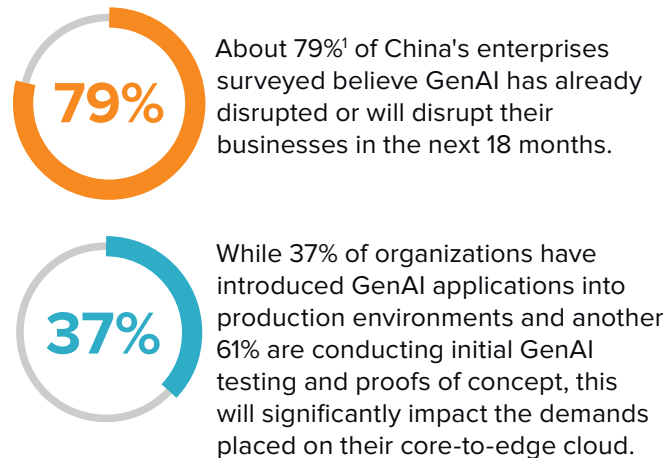 79%
About 79%¹ of China's enterprises
surveyed believe GenAI has already
disrupted or will disrupt their
businesses in the next 18 months.
37%
While 37% of organizations have
introduced GenAI applications into
production environments and another
61% are conducting initial GenAI
testing and proofs of concept, this
will significantly impact the demands
placed on their core-to-edge cloud.